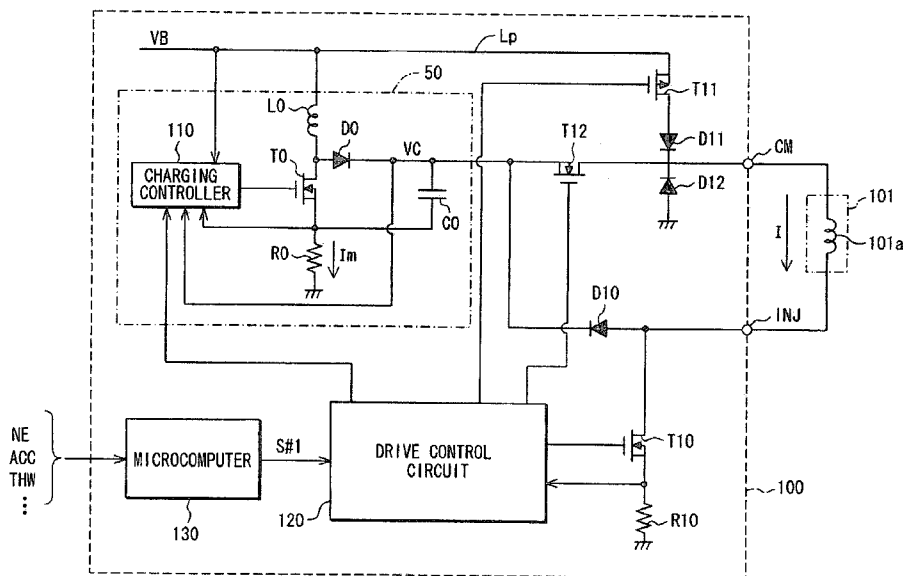 VB
Lp
50
T11
L0
D0
T12
D11
CM
110
VC
T0
CHARGING
CONTROLLER
D12
C0
101
I
101a
R0
Im
D10
INJ
T10
NE
ACC
THW
⋮
MICROCOMPUTER
S#1
DRIVE CONTROL
CIRCUIT
100
130
120
R10